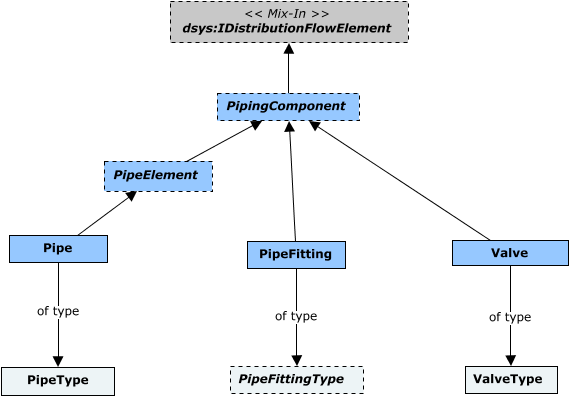 << Mix-In >>
dsys:IDistributionFlowElement
PipingComponent
PipeElement
Pipe
PipeFitting
Valve
of type
of type
of type
PipeType
PipeFittingType
ValveType